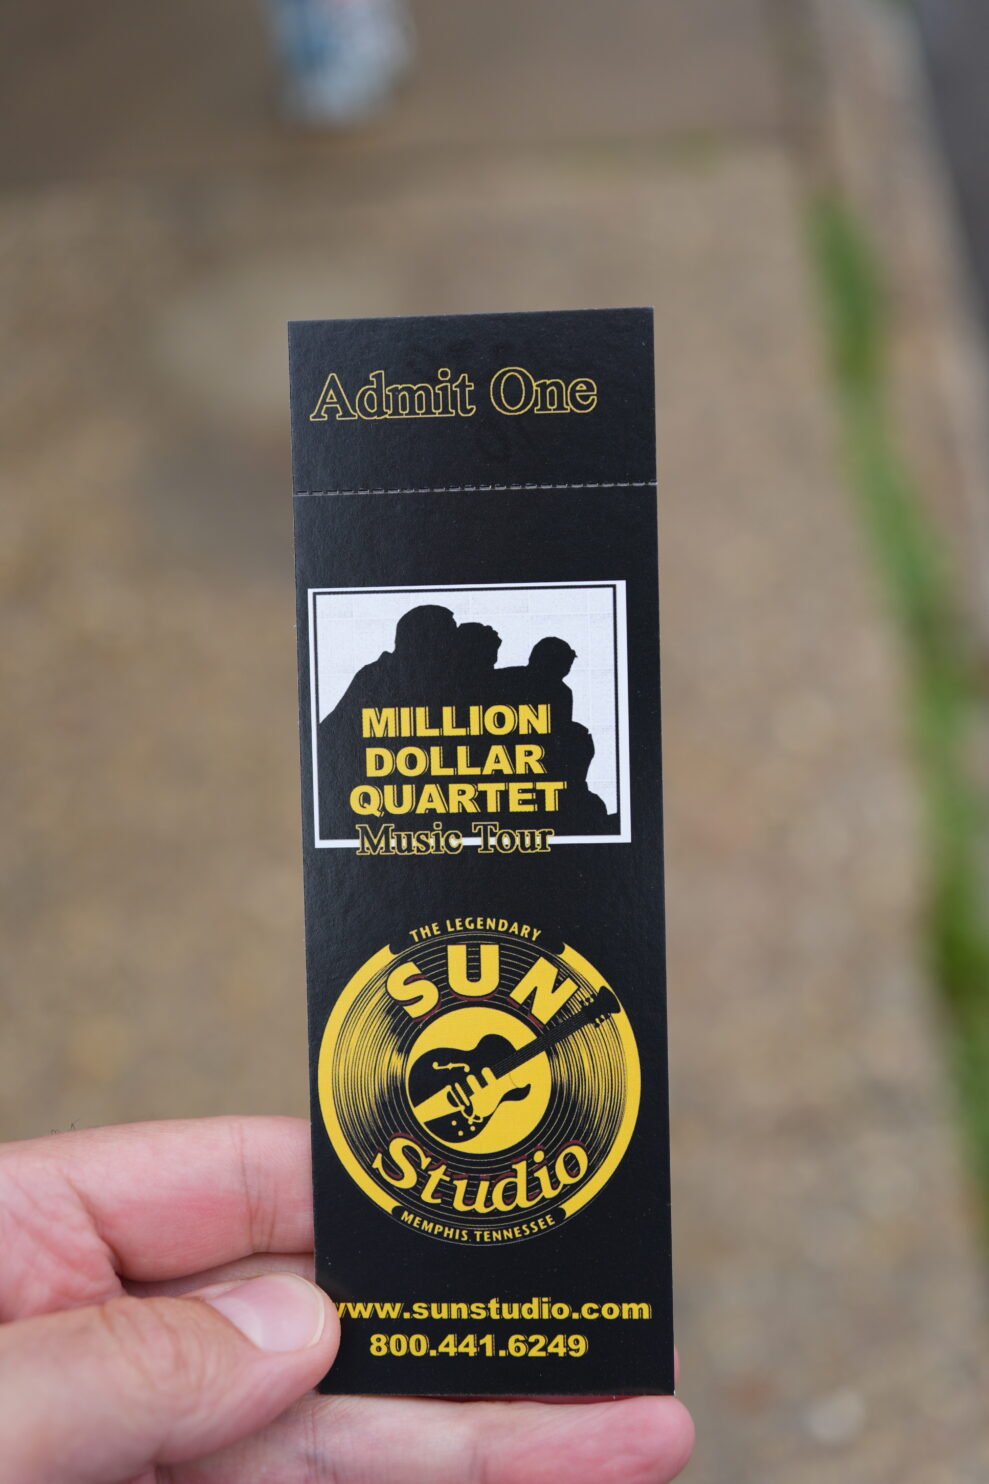 Admit One
MILLION
DOLLAR
QUARTET
Music Tour
THE LEGENDARY
SUN
Studio
MEMPHIS, TENNESSEE
www.sunstudio.com
800.441.6249